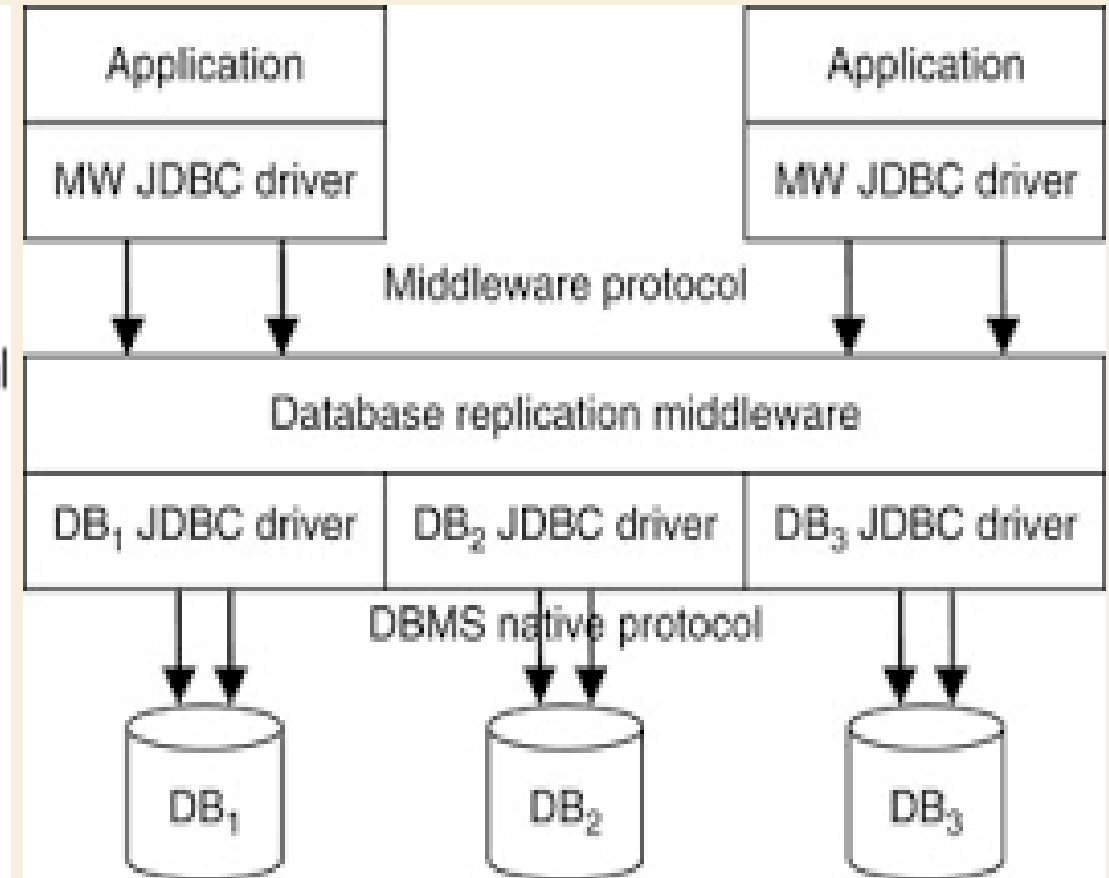 Application Application
MW JDBC driver MW JDBC driver
Middleware protocol
Database replication middleware
DB₁ JDBC driver DB₂ JDBC driver DB₃ JDBC driver
DBMS native protocol
DB₁ DB₂ DB₃